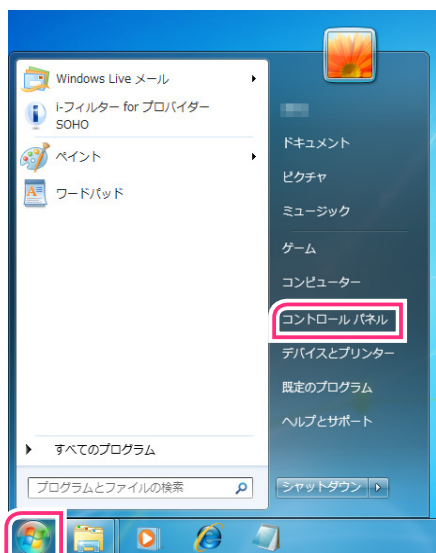 Windows Live メール
i-フィルター for プロバイダー
SOHO
ペイント
ワードパッド
すべてのプログラム
プログラムとファイルの検索
ドキュメント
ピクチャ
ミュージック
ゲーム
コンピューター
コントロール パネル
デバイスとプリンター
既定のプログラム
ヘルプとサポート
シャットダウン